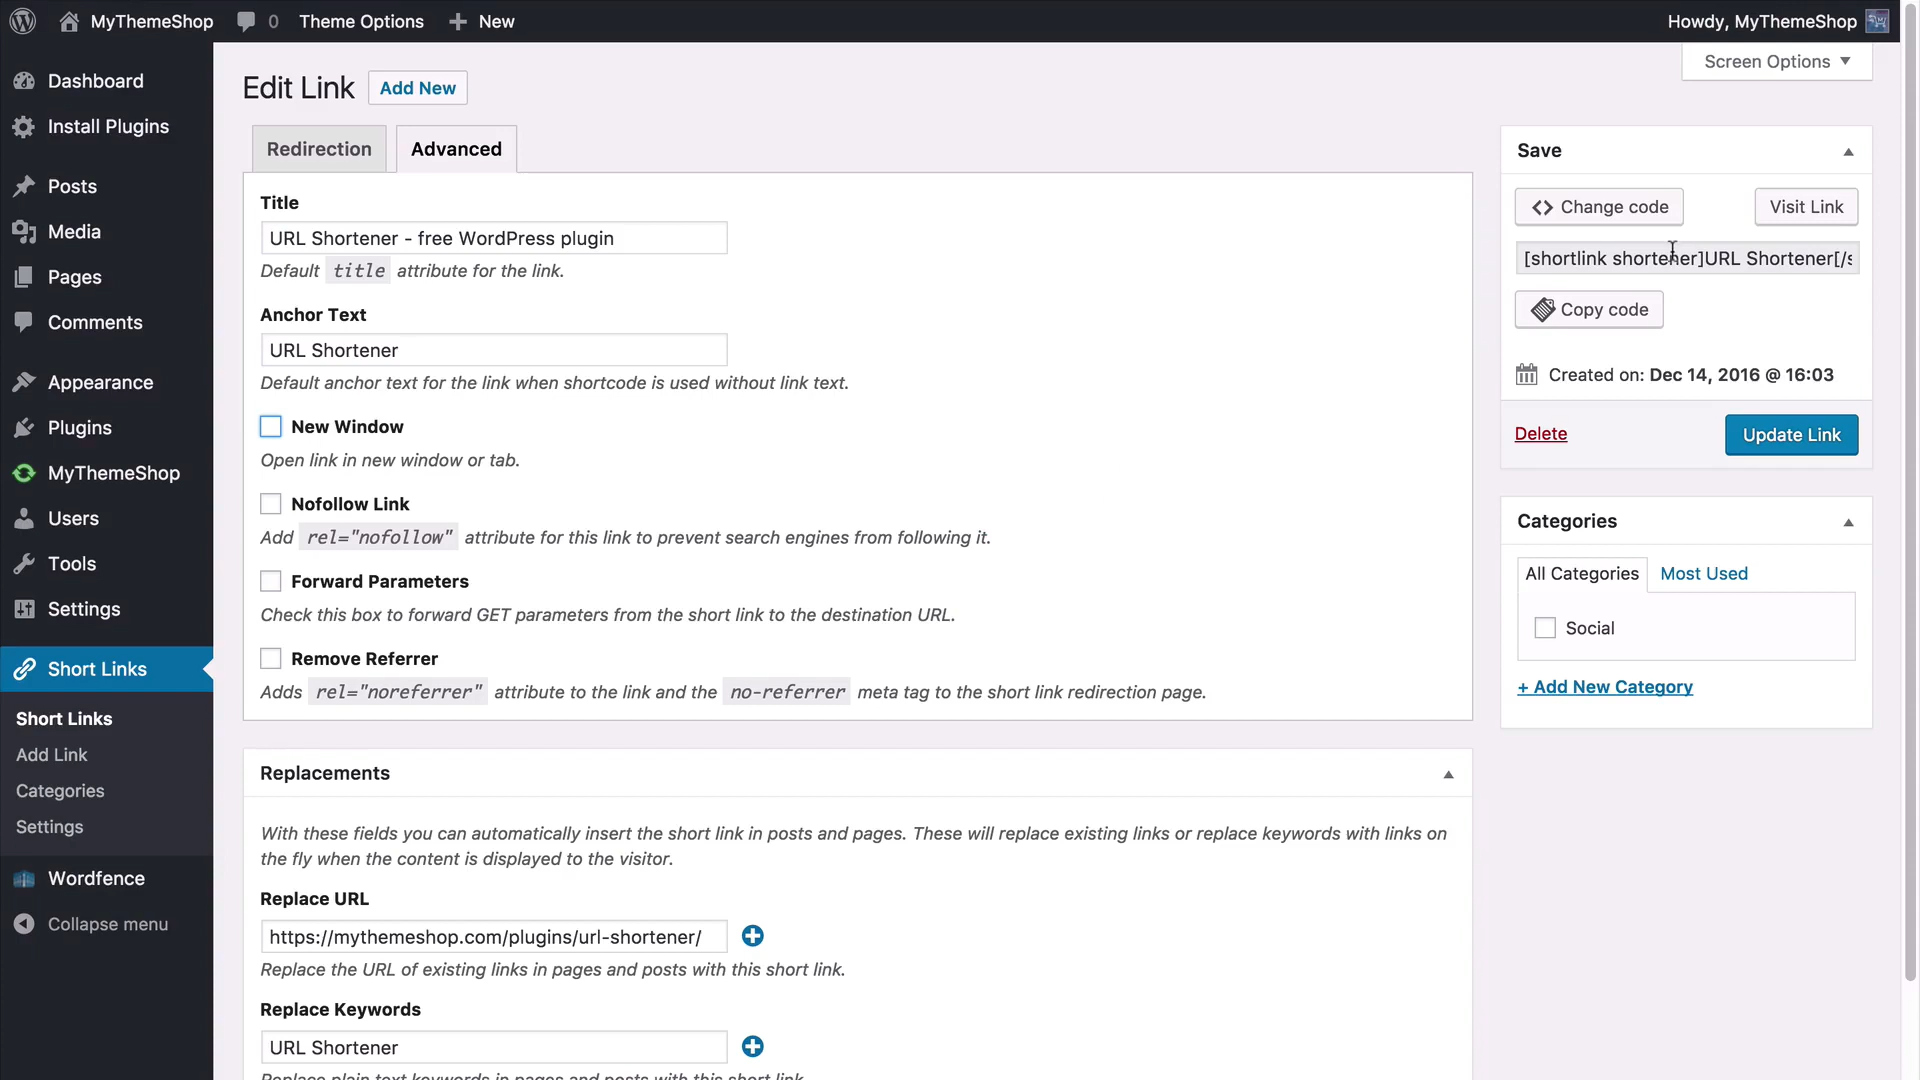 MyThemeShop 0 Theme Options New Howdy, MyThemeShop
Screen Options
Dashboard
Install Plugins
Posts
Media
Pages
Comments
Appearance
Plugins
MyThemeShop
Users
Tools
Settings
Short Links
Short Links
Add Link
Categories
Settings
Wordfence
Collapse menu
Edit Link Add New
Redirection Advanced
Title
URL Shortener - free WordPress plugin
Default title attribute for the link.
Anchor Text
URL Shortener
Default anchor text for the link when shortcode is used without link text.
New Window
Open link in new window or tab.
Nofollow Link
Add rel="nofollow" attribute for this link to prevent search engines from following it.
Forward Parameters
Check this box to forward GET parameters from the short link to the destination URL.
Remove Referrer
Adds rel="noreferrer" attribute to the link and the no-referrer meta tag to the short link redirection page.
Replacements
With these fields you can automatically insert the short link in posts and pages. These will replace existing links or replace keywords with links on
the fly when the content is displayed to the visitor.
Replace URL
https://mythemeshop.com/plugins/url-shortener/
Replace the URL of existing links in pages and posts with this short link.
Replace Keywords
URL Shortener
Replace plain text keywords in pages and posts with this short link
Save
Change code Visit Link
[shortlink shortener]URL Shortener[/s
Copy code
Created on: Dec 14, 2016 @ 16:03
Delete Update Link
Categories
All Categories Most Used
Social
+ Add New Category